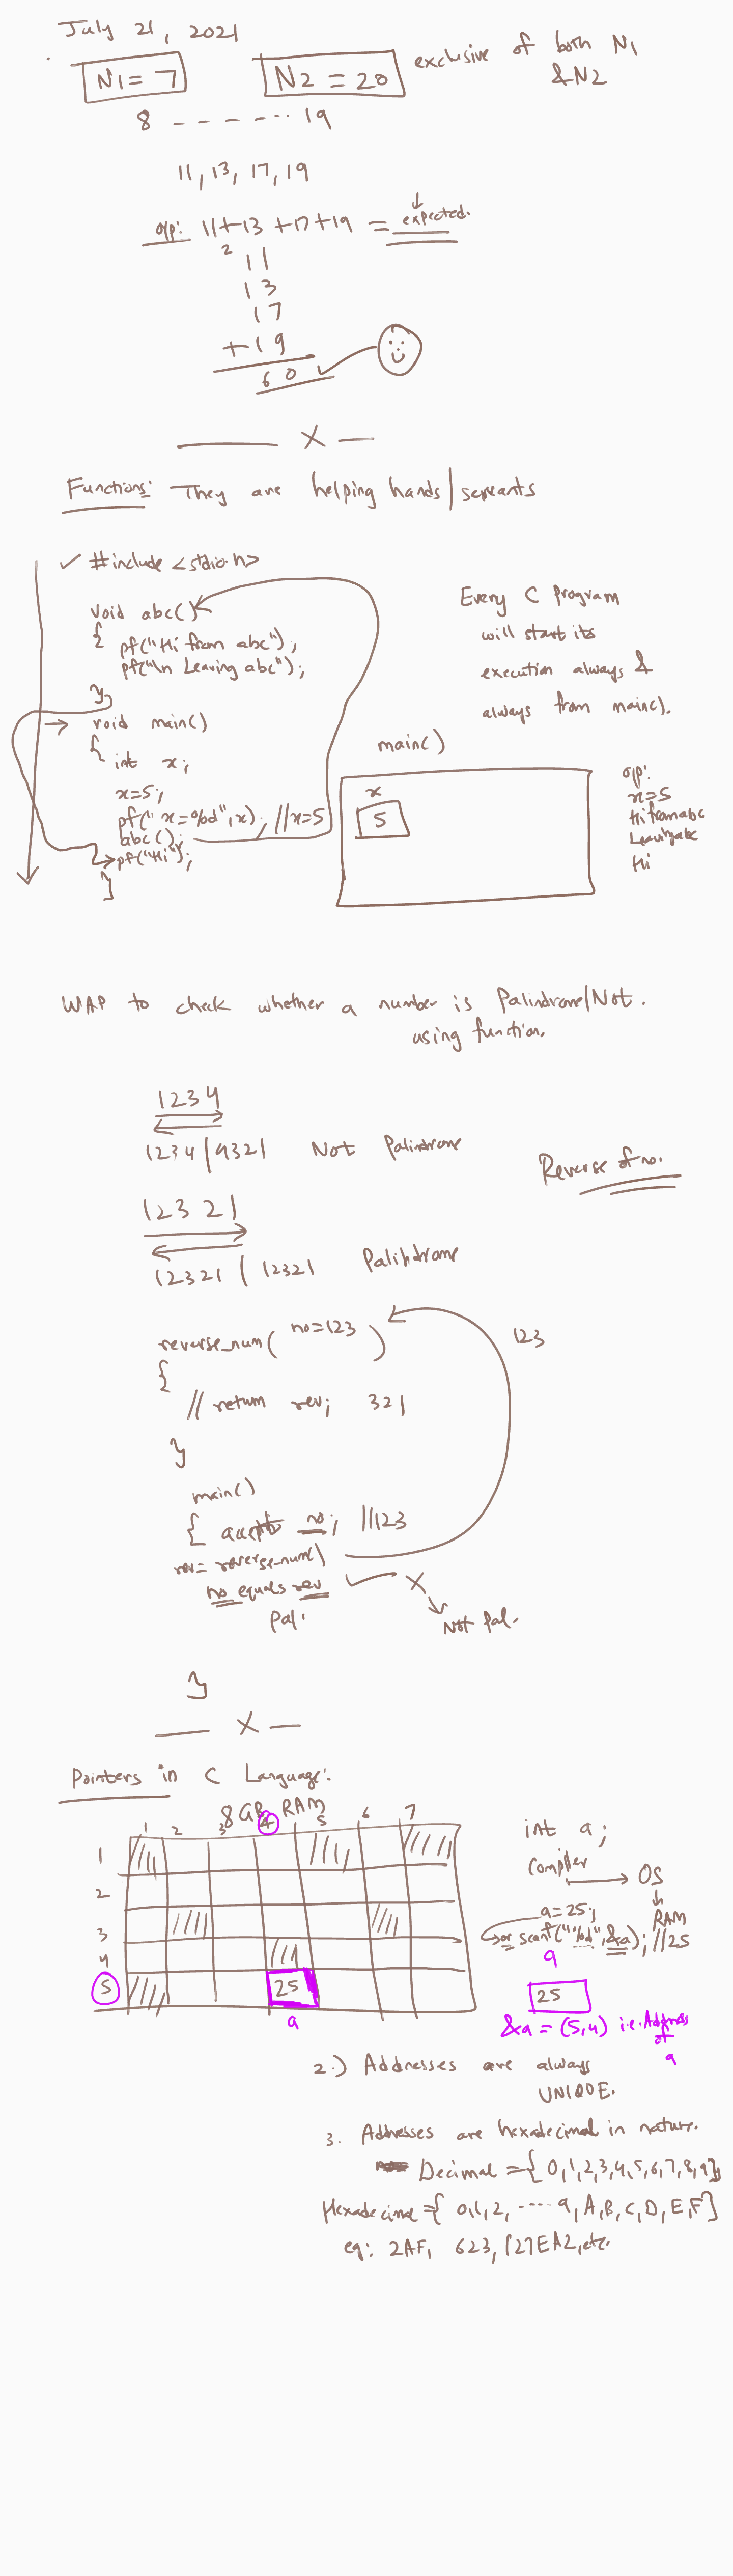 July 21, 2021
N1 = 7 N2 = 20 exclusive of both N1
&N2
8 - - - - - ... 19
11, 13, 17, 19
o/p: 11+13+17+19 = expected.
2 11
13
17
+19
60
X
Functions: They are helping hands/servants
#include <stdio.h>
void abc()
{ pf("Hi from abc");
pf("\n Leaving abc");
}
void main()
{
int x;
x=5;
pf("x=%d",x); //x=5
abc();
pf("Hi");
}
Every C Program
will start its
execution always &
always from main().
main()
x
5
o/p:
x=5
Hi from abc
Leaving abc
Hi
WAP to check whether a number is Palindrome/Not.
using function.
1234
1234 | 4321 Not Palindrome
Reverse of no.
12321
12321 | 12321 Palindrome
reverse_num( no=123 )
123
{
// return rev; 321
}
main()
{ accept no; //123
rev = reverse_num()
no equals rev X
Pal. Not Pal.
}
X
Pointers in C Language:
8 GB RAM
1 2 3 4 5 6 7
1
2
3
4
5 25
a
int a;
Compiler OS
a=25; RAM
or scanf("%d",&a); //25
a
25
&a = (5,4) i.e. Address
of
a
2.) Addresses are always
UNIQUE.
3. Addresses are hexadecimal in nature.
Decimal = {0,1,2,3,4,5,6,7,8,9}
Hexadecimal = { 0,1,2, ---- 9,A,B,C,D,E,F}
eg: 2AF, 623, 127EA2, etc.